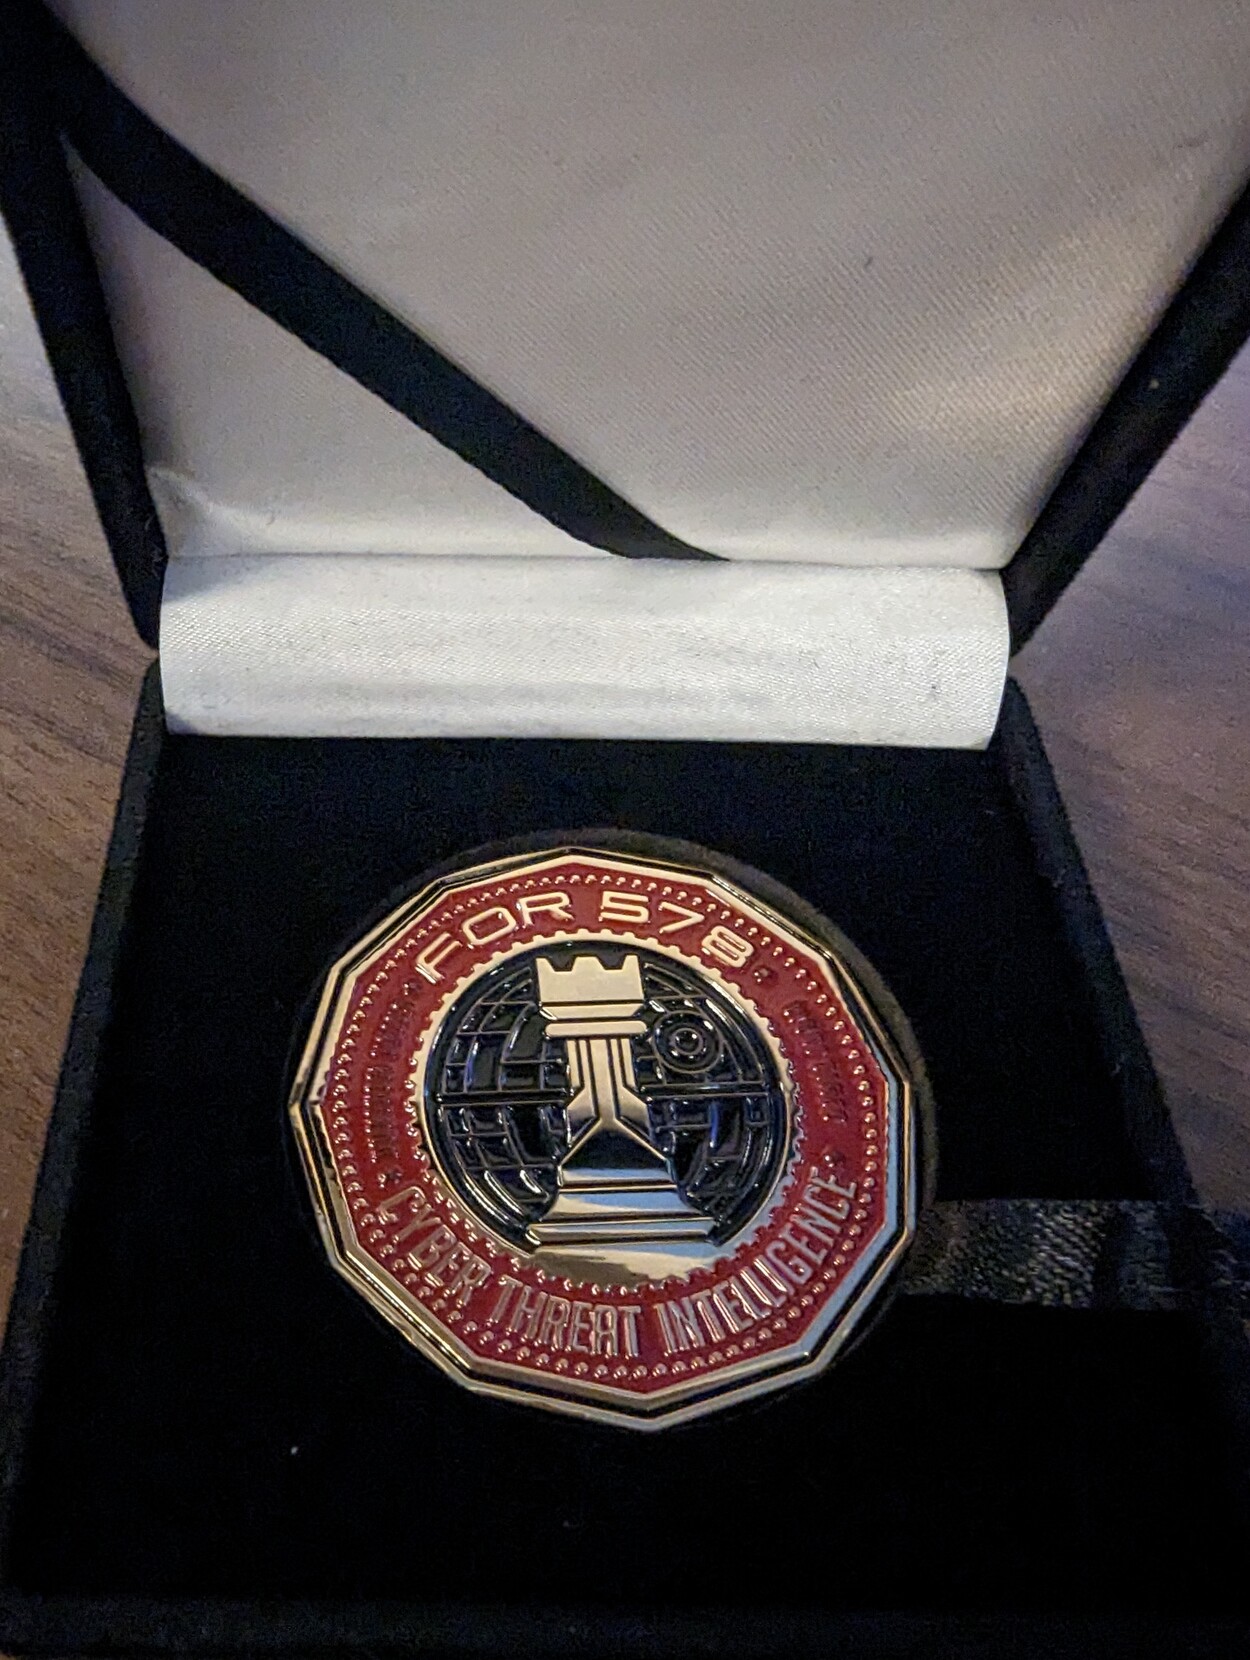 FOR 578
CYBER THREAT INTELLIGENCE